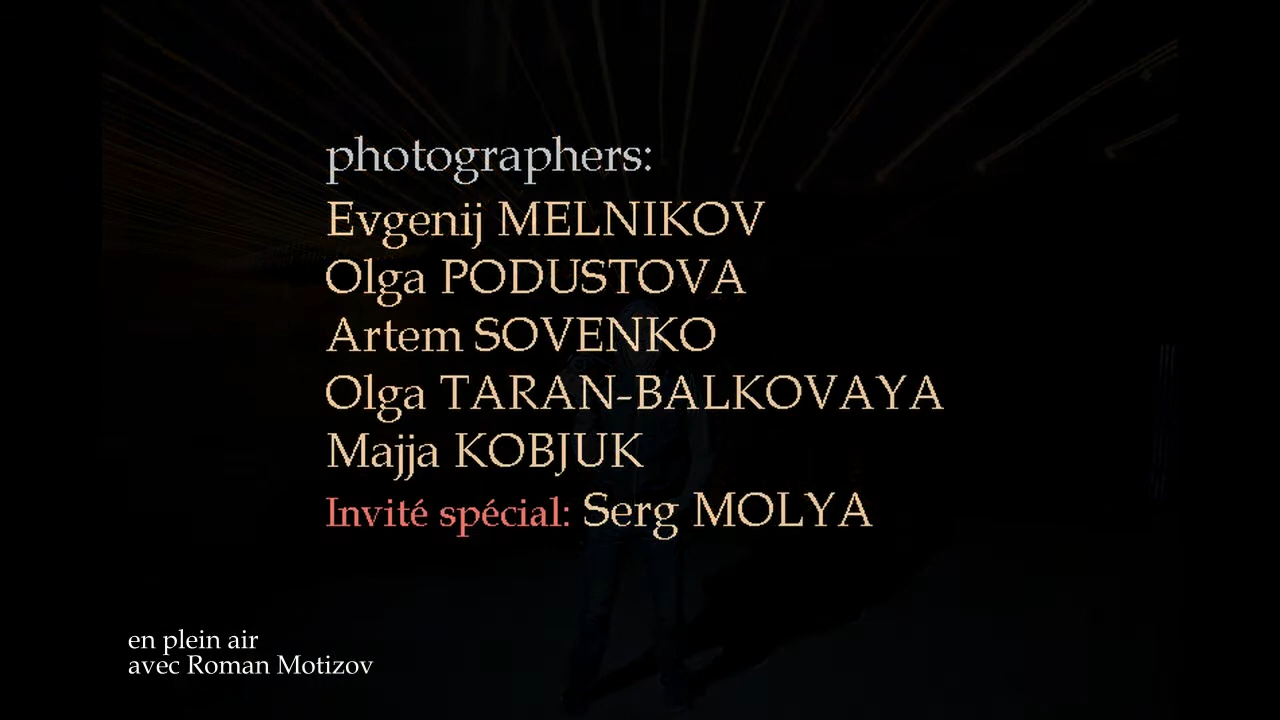 photographers:
Evgenij MELNIKOV
Olga PODUSTOVA
Artem SOVENKO
Olga TARAN-BALKOVAYA
Majja KOBJUK
Invité spécial: Serg MOLYA
en plein air
avec Roman Motizov